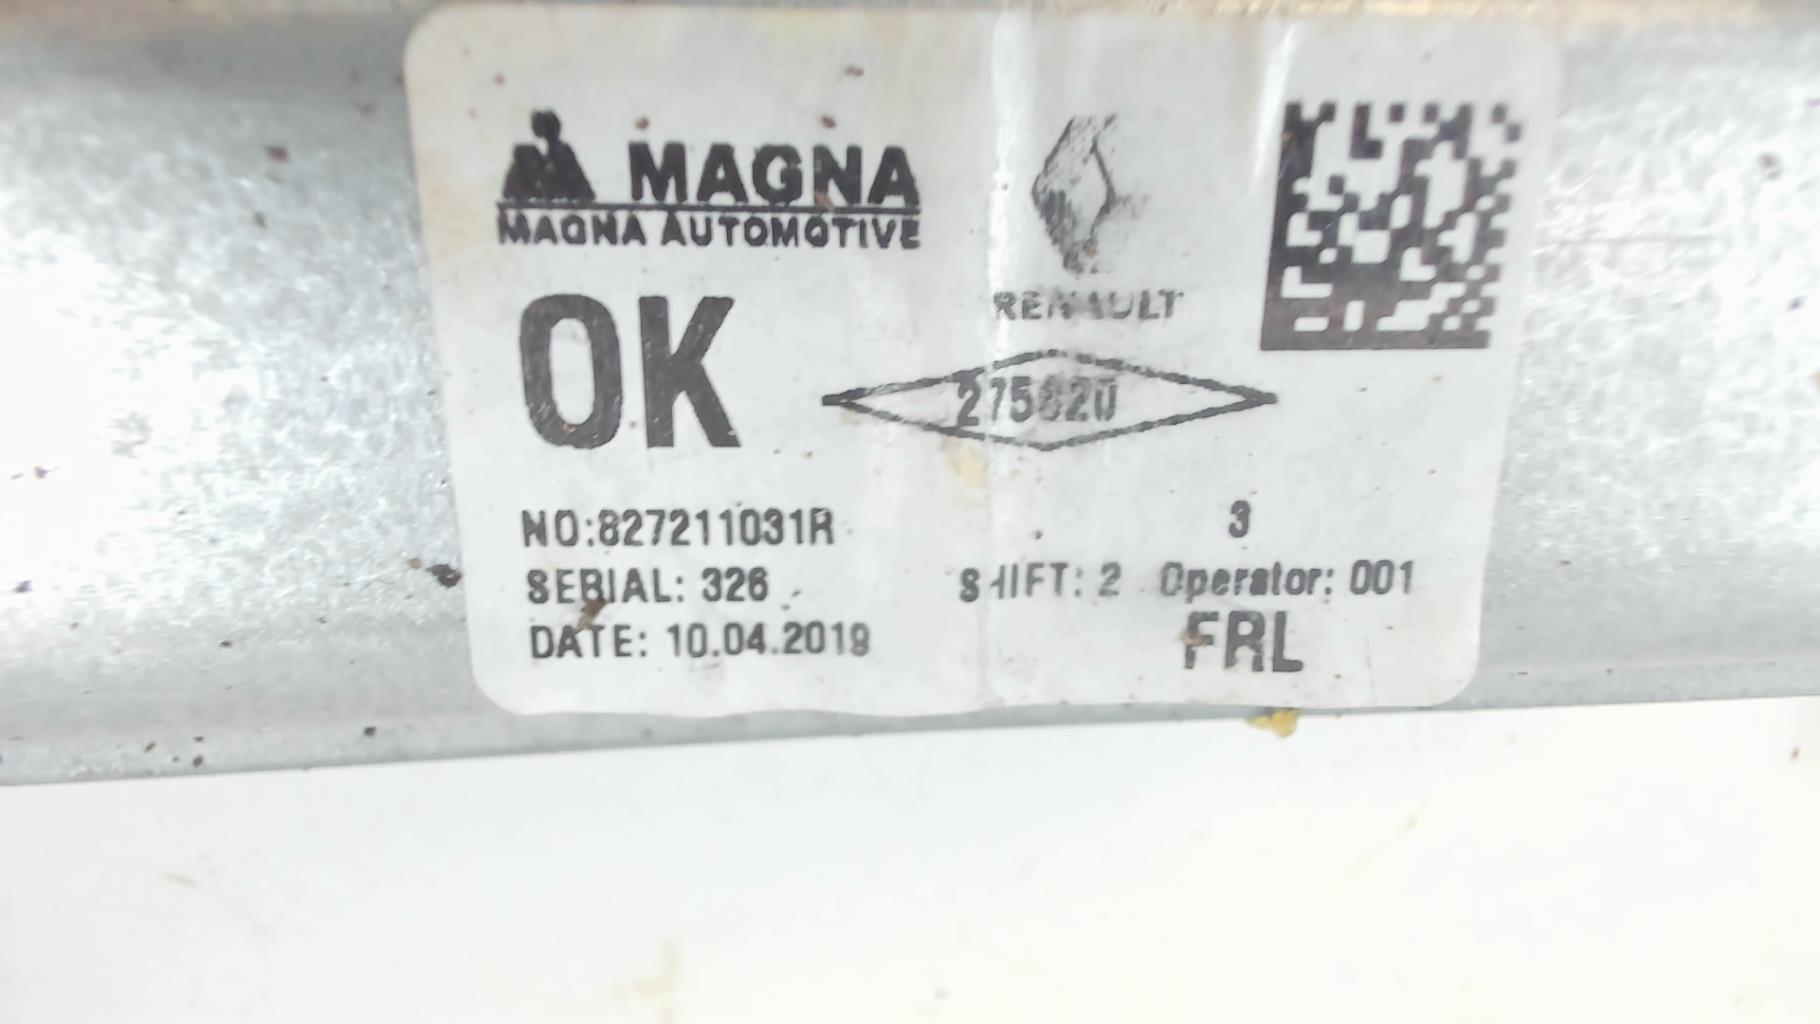 MAGNA
MAGNA AUTOMOTIVE
RENAULT
OK
275820
NO:827211031R
3
SERIAL: 326
SHIFT: 2 Operator: 001
DATE: 10.04.2019
FRL